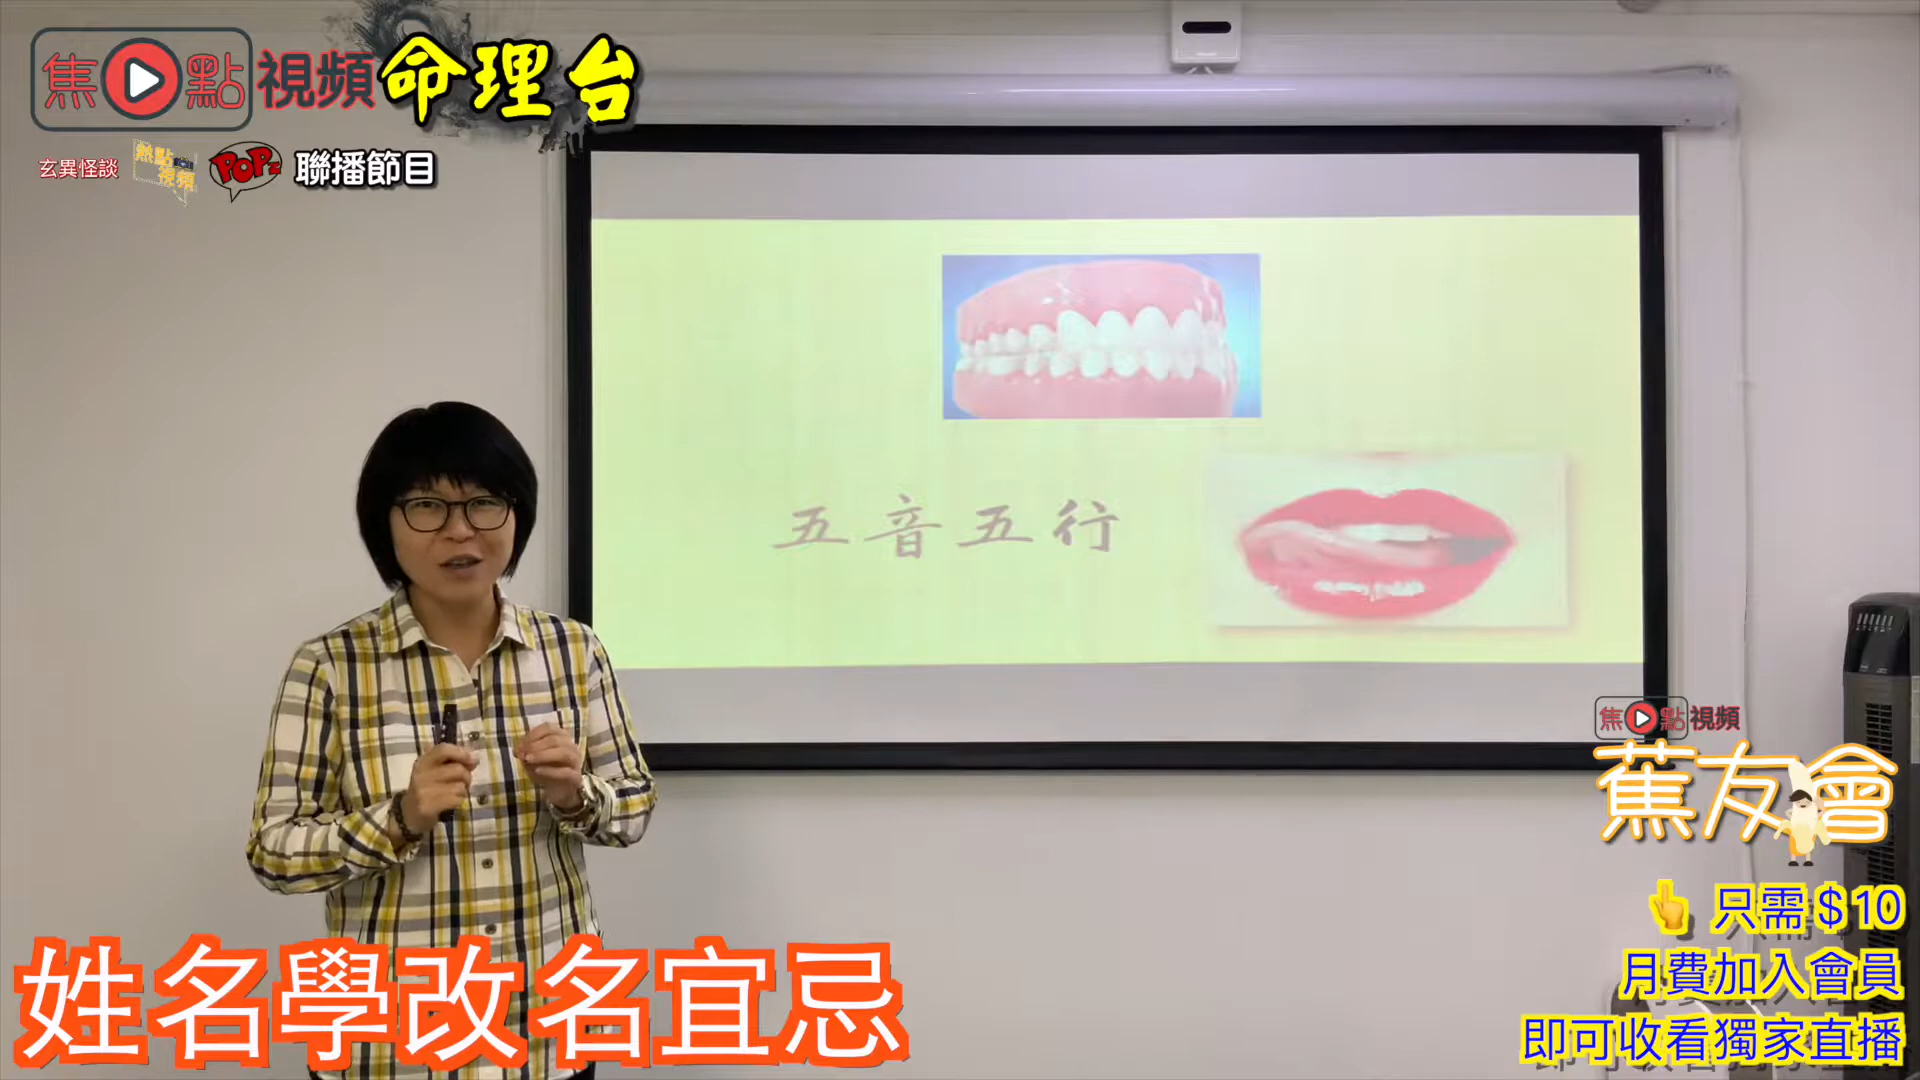 焦點視頻命理台
玄異怪談 熱點視頻 POP 聯播節目
五音五行
焦點視頻
蕉友會
只需$10
月費加入會員
即可收看獨家直播
姓名學改名宜忌